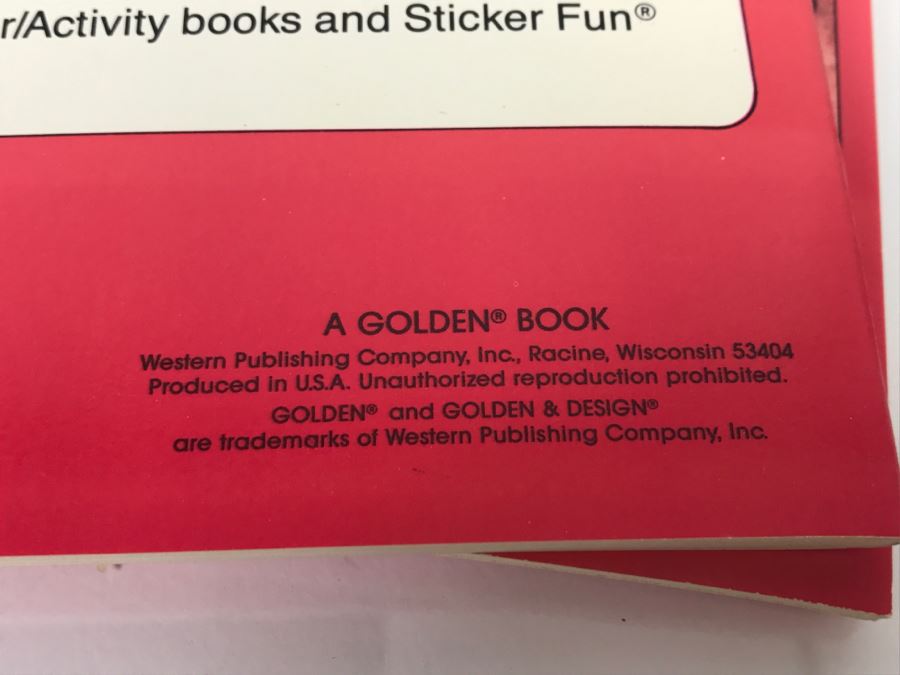 r/Activity books and Sticker Fun®
A GOLDEN® BOOK
Western Publishing Company, Inc., Racine, Wisconsin 53404
Produced in U.S.A. Unauthorized reproduction prohibited.
GOLDEN® and GOLDEN & DESIGN®
are trademarks of Western Publishing Company, Inc.